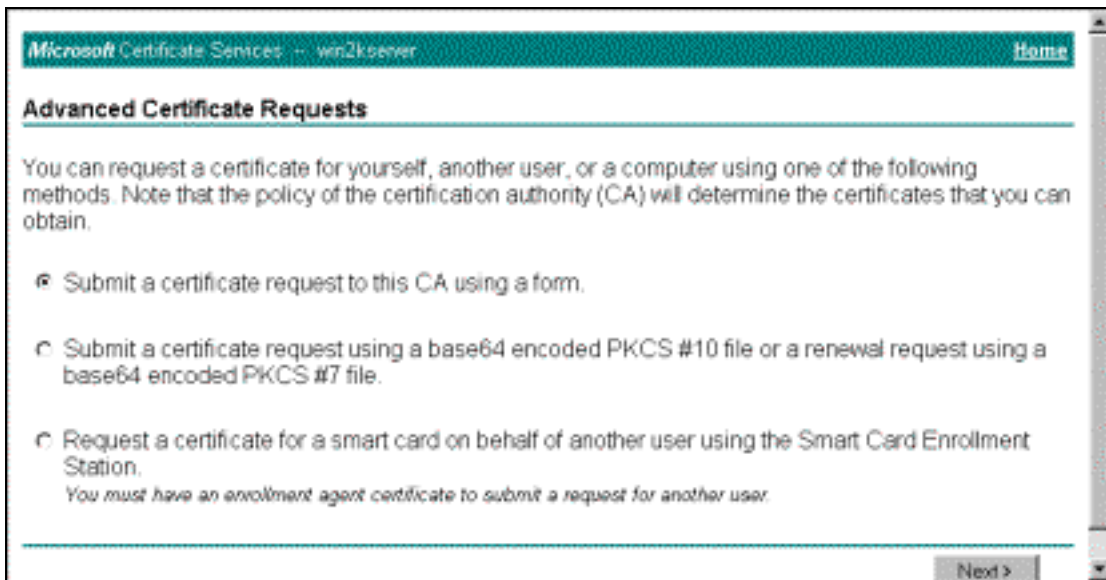 Microsoft Certificate Services -- win2kserver Home
Advanced Certificate Requests
You can request a certificate for yourself, another user, or a computer using one of the following
methods. Note that the policy of the certification authority (CA) will determine the certificates that you can
obtain.
Submit a certificate request to this CA using a form.
Submit a certificate request using a base64 encoded PKCS #10 file or a renewal request using a
base64 encoded PKCS #7 file.
Request a certificate for a smart card on behalf of another user using the Smart Card Enrollment
Station.
You must have an enrollment agent certificate to submit a request for another user.
Next >